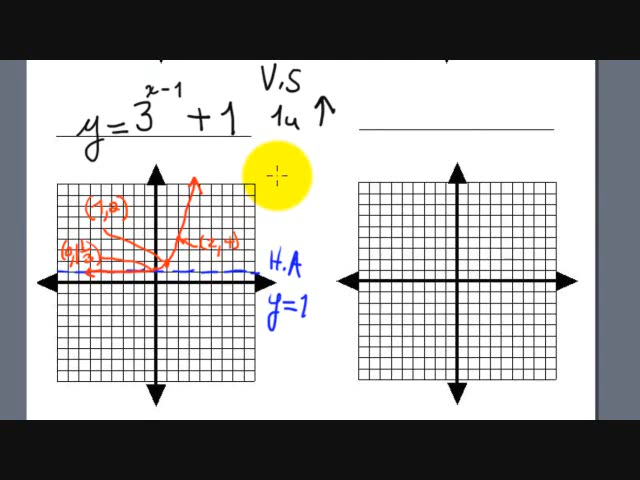 V.S
y = 3^{x-1} + 1
1u ↑
(1,2)
(0,1⅓)
(2,4)
H.A
y=1